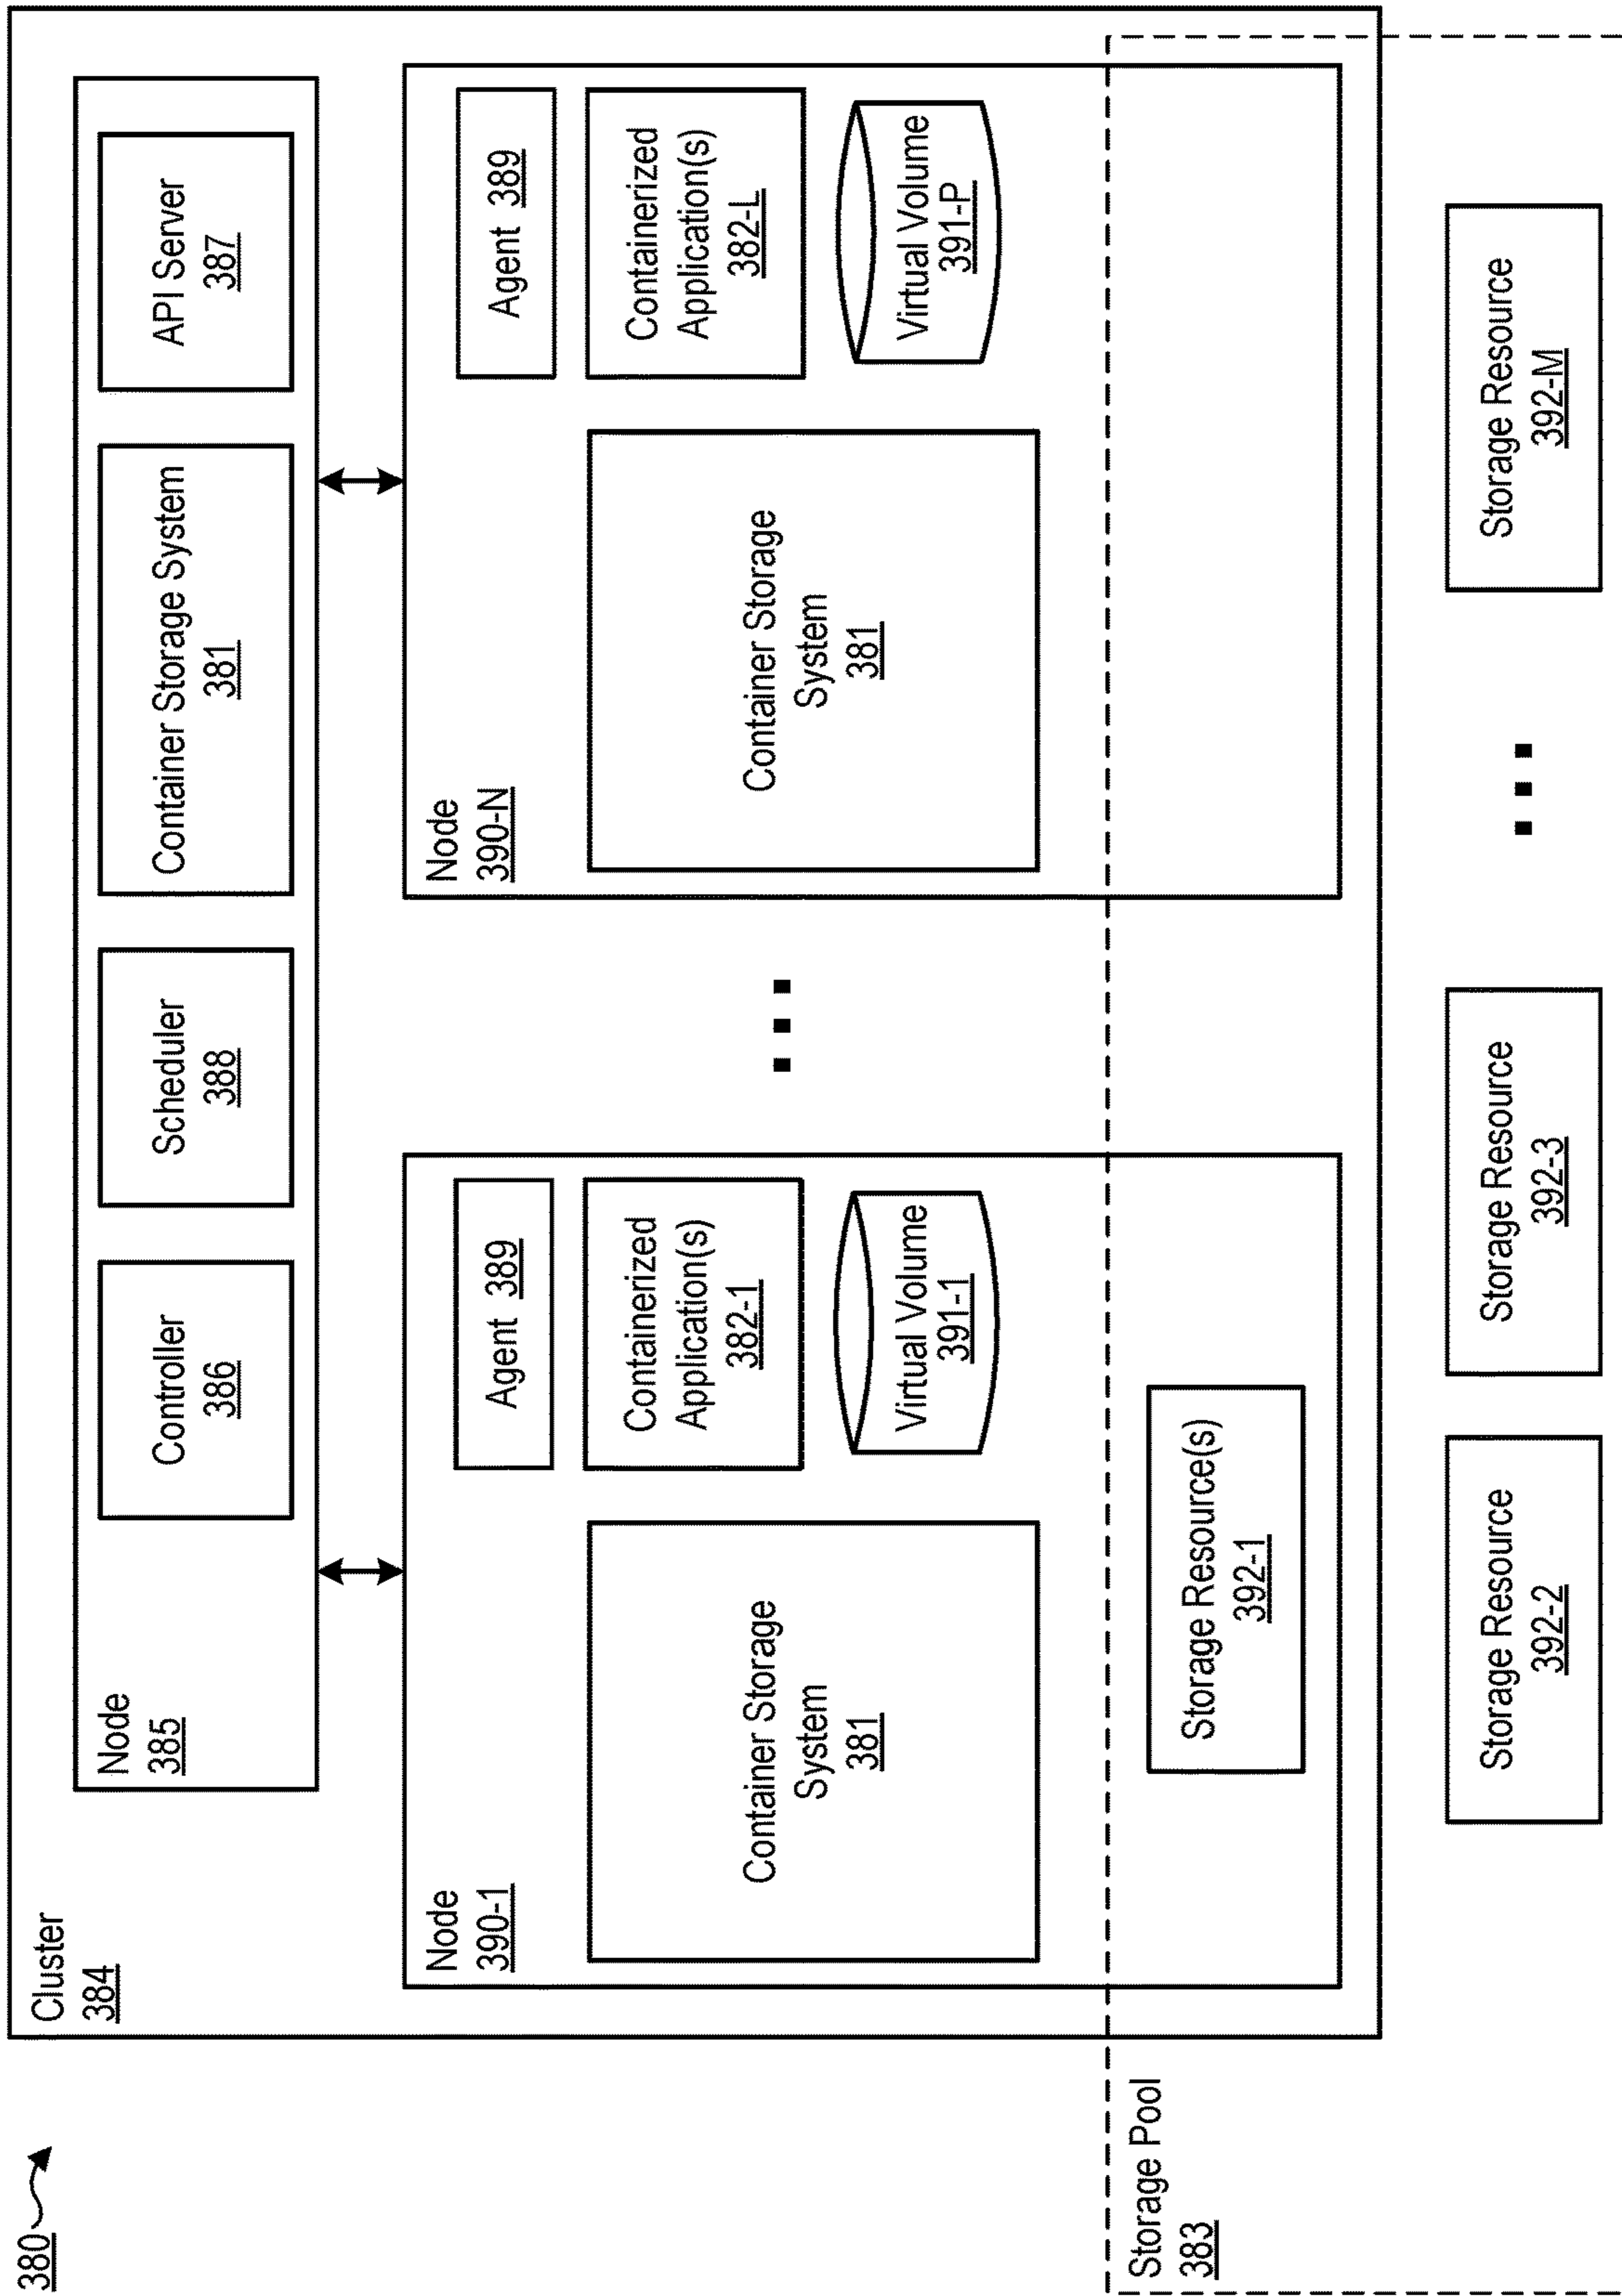 380
Cluster
384
Node
385
Controller
386
Scheduler
388
Container Storage System
381
API Server
387
Node
390-1
Agent 389
Container Storage
System
381
Containerized
Application(s)
382-1
Virtual Volume
391-1
Storage Resource(s)
392-1
Node
390-N
Agent 389
Container Storage
System
381
Containerized
Application(s)
382-L
Virtual Volume
391-P
Storage Pool
383
Storage Resource
392-2
Storage Resource
392-3
Storage Resource
392-M